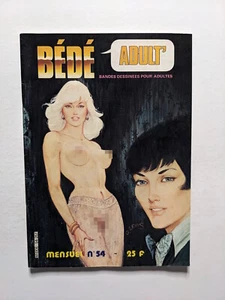 BÉDÉ
ADULT'
BANDES DESSINÉES POUR ADULTES
MENSUEL N°54 - 25 F